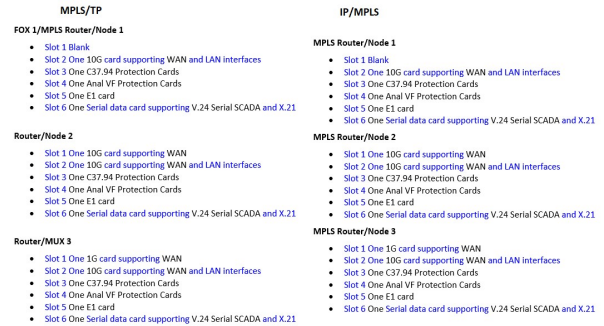 MPLS/TP
FOX 1/MPLS Router/Node 1
• Slot 1 Blank
• Slot 2 One 10G card supporting WAN and LAN interfaces
• Slot 3 One C37.94 Protection Cards
• Slot 4 One Anal VF Protection Cards
• Slot 5 One E1 card
• Slot 6 One Serial data card supporting V.24 Serial SCADA and X.21
Router/Node 2
• Slot 1 One 10G card supporting WAN
• Slot 2 One 10G card supporting WAN and LAN interfaces
• Slot 3 One C37.94 Protection Cards
• Slot 4 One Anal VF Protection Cards
• Slot 5 One E1 card
• Slot 6 One Serial data card supporting V.24 Serial SCADA and X.21
Router/MUX 3
• Slot 1 One 1G card supporting WAN
• Slot 2 One 10G card supporting WAN and LAN interfaces
• Slot 3 One C37.94 Protection Cards
• Slot 4 One Anal VF Protection Cards
• Slot 5 One E1 card
• Slot 6 One Serial data card supporting V.24 Serial SCADA and X.21
IP/MPLS
MPLS Router/Node 1
• Slot 1 Blank
• Slot 2 One 10G card supporting WAN and LAN interfaces
• Slot 3 One C37.94 Protection Cards
• Slot 4 One Anal VF Protection Cards
• Slot 5 One E1 card
• Slot 6 One Serial data card supporting V.24 Serial SCADA and X.21
MPLS Router/Node 2
• Slot 1 One 10G card supporting WAN
• Slot 2 One 10G card supporting WAN and LAN interfaces
• Slot 3 One C37.94 Protection Cards
• Slot 4 One Anal VF Protection Cards
• Slot 5 One E1 card
• Slot 6 One Serial data card supporting V.24 Serial SCADA and X.21
MPLS Router/Node 3
• Slot 1 One 1G card supporting WAN
• Slot 2 One 10G card supporting WAN and LAN interfaces
• Slot 3 One C37.94 Protection Cards
• Slot 4 One Anal VF Protection Cards
• Slot 5 One E1 card
• Slot 6 One Serial data card supporting V.24 Serial SCADA and X.21